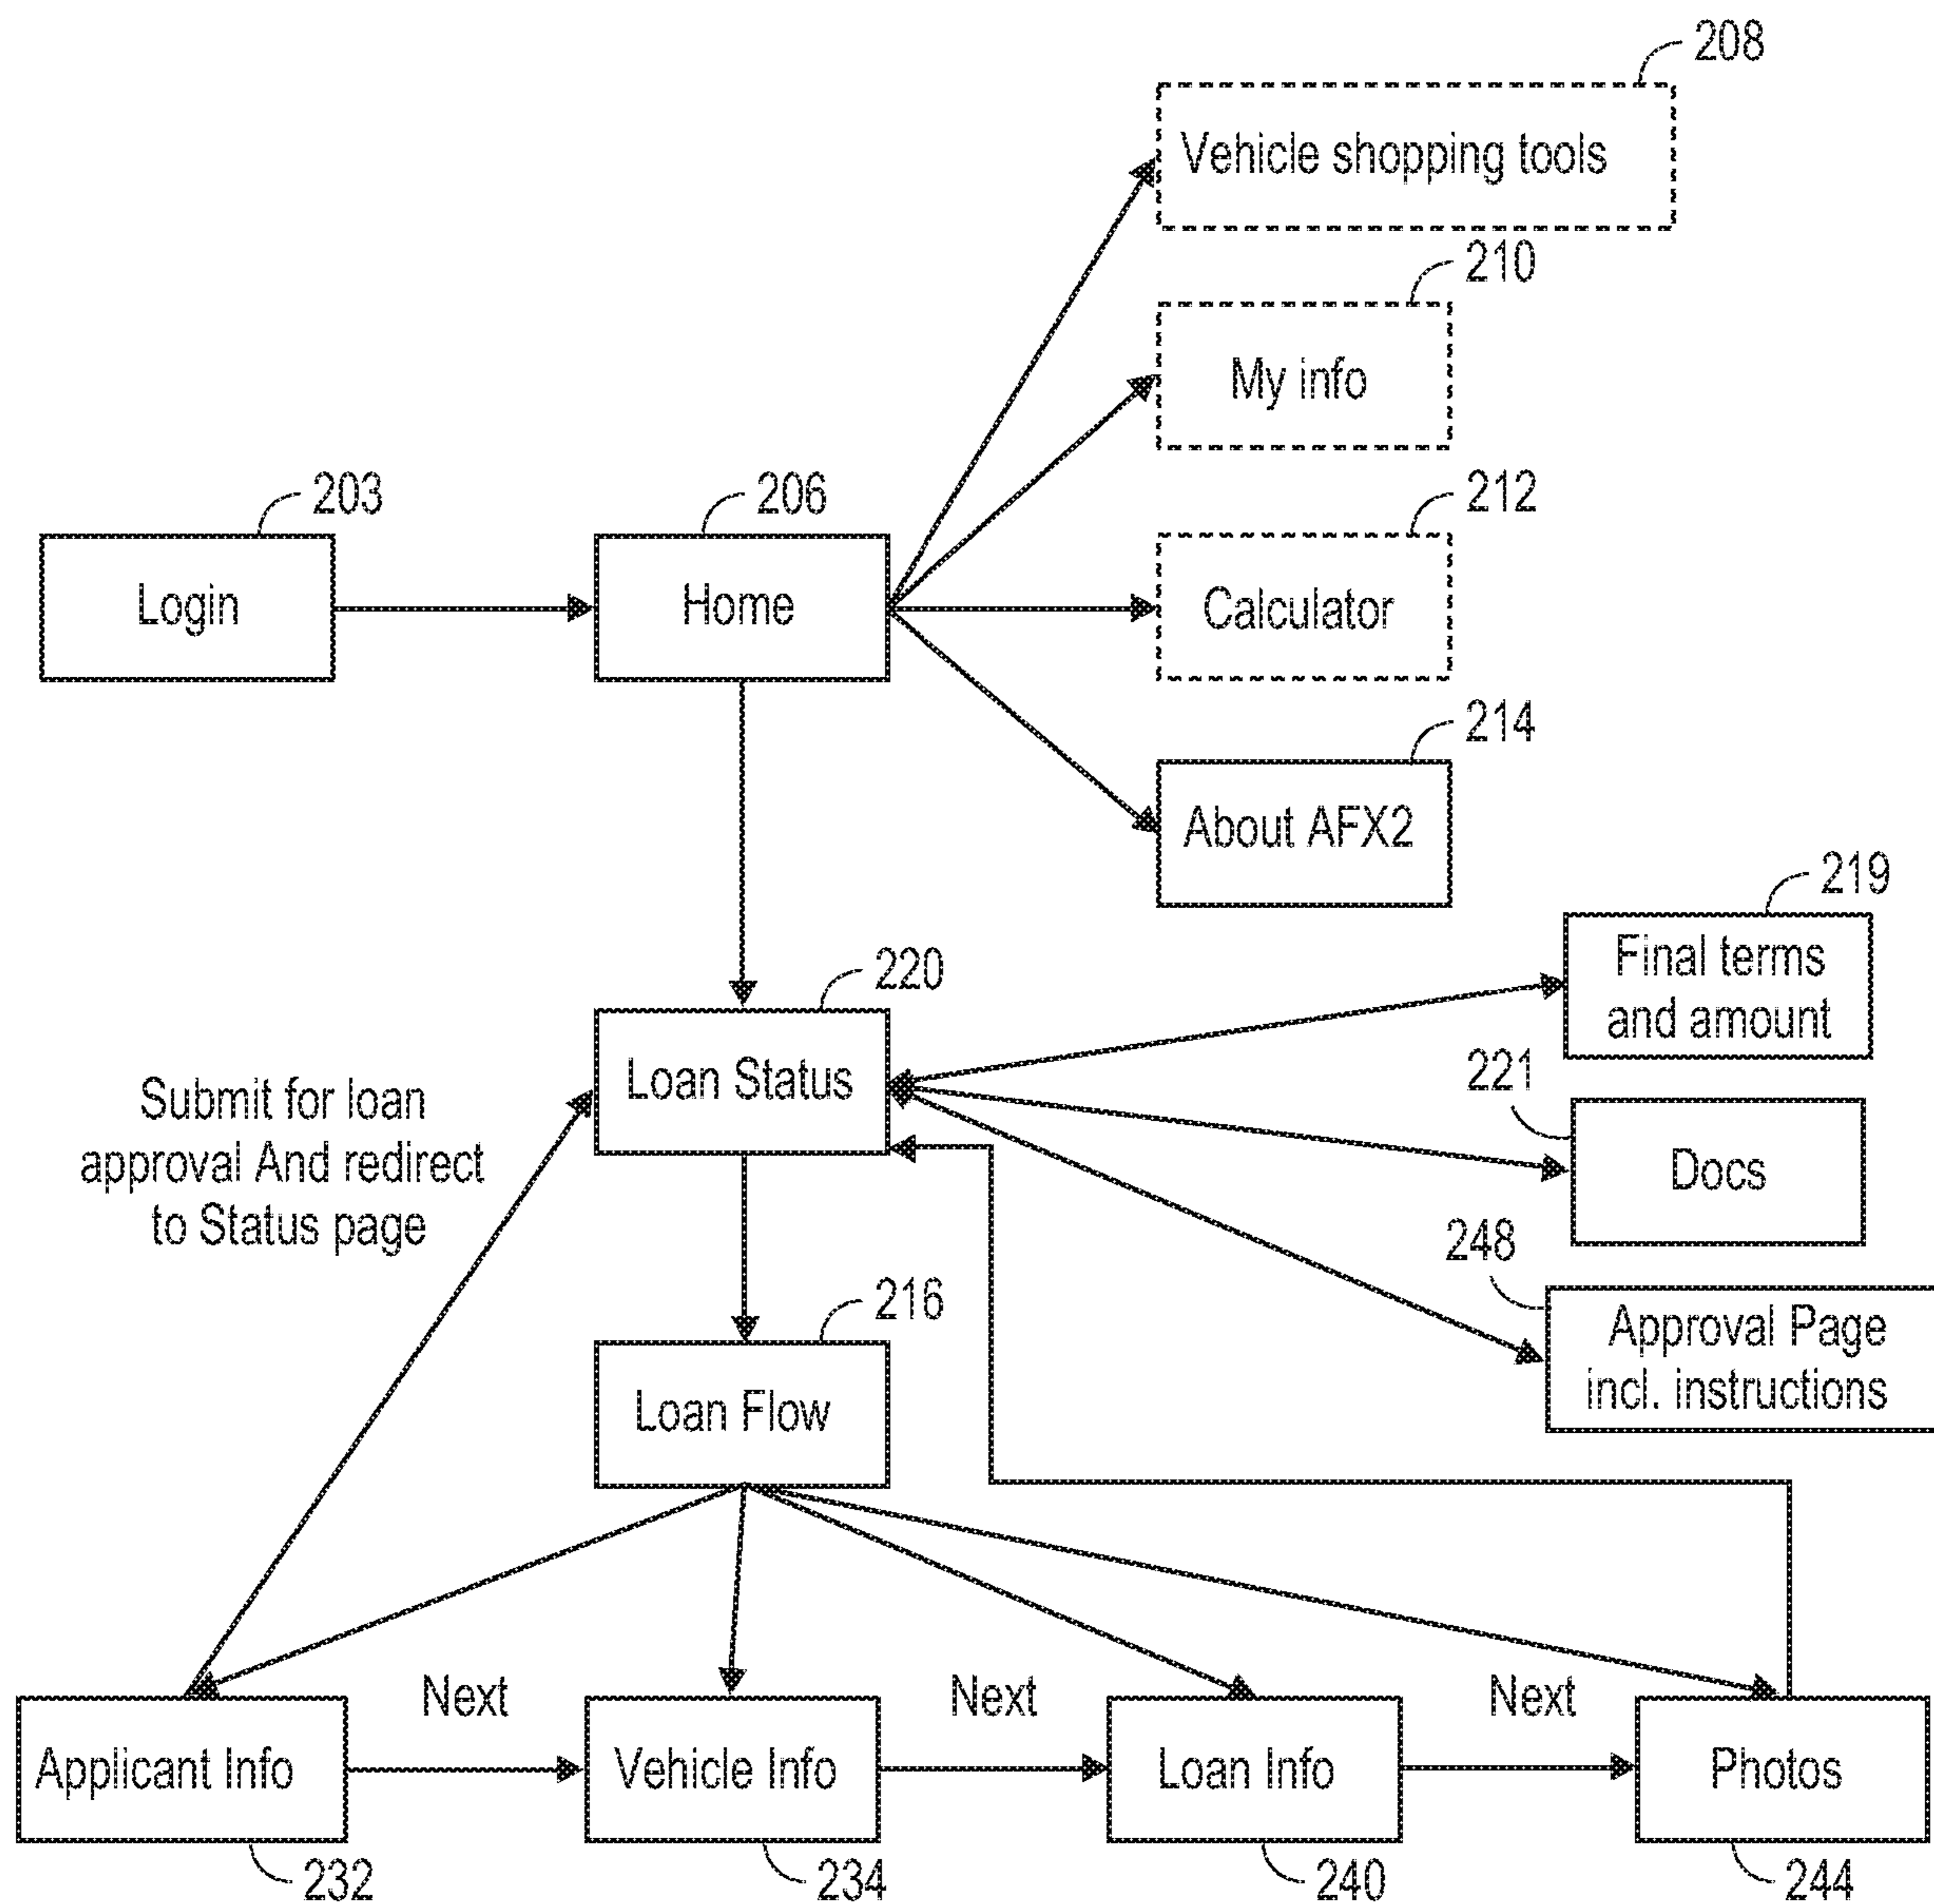 208
Vehicle shopping tools
210
My info
203
206
212
Login
Home
Calculator
214
About AFX2
219
Final terms
and amount
220
Loan Status
221
Docs
Submit for loan
approval And redirect
to Status page
248
Approval Page
incl. instructions
216
Loan Flow
Next
Next
Next
Applicant Info
Vehicle Info
Loan Info
Photos
232
234
240
244